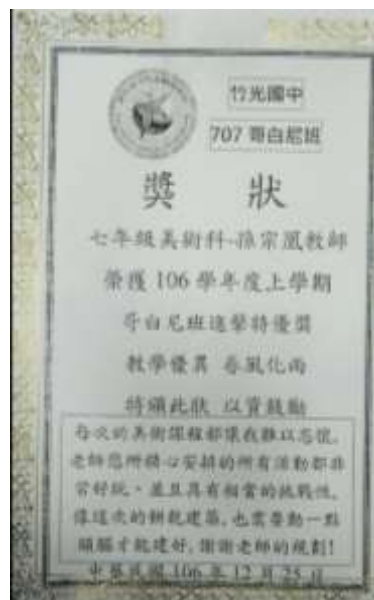 竹光國中
707 哥白尼班
獎狀
七年級美術科-孫宗凰教師
榮獲 106 學年度上學期
哥白尼班達學特優獎
教學優異 春風化雨
特頒此狀 以資鼓勵
每次的美術課程都讓我難以忘懷,
老師您所精心安排的所有活動都非
常好玩,並且具有相當的挑戰性。
像這次的餅乾建築,也需要動一點
頭腦才能建好,謝謝老師的規劃!
中華民國 106 年 12 月 25 日